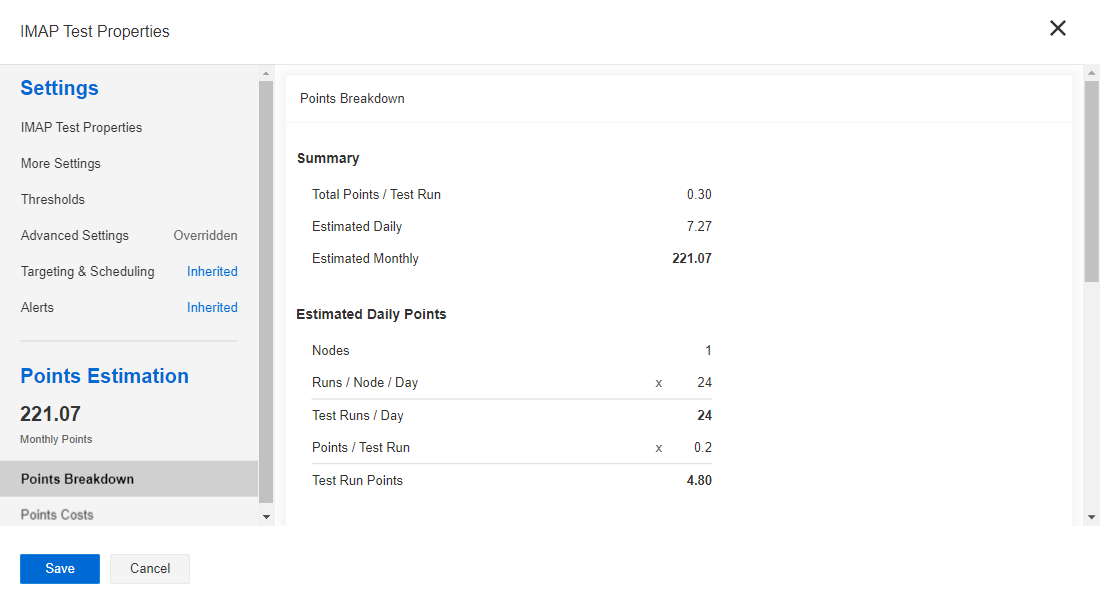 IMAP Test Properties
Settings
IMAP Test Properties
More Settings
Thresholds
Advanced Settings Overridden
Targeting & Scheduling Inherited
Alerts Inherited
Points Estimation
221.07
Monthly Points
Points Breakdown
Points Costs
Points Breakdown
Summary
Total Points / Test Run 0.30
Estimated Daily 7.27
Estimated Monthly 221.07
Estimated Daily Points
Nodes 1
Runs / Node / Day x 24
Test Runs / Day 24
Points / Test Run x 0.2
Test Run Points 4.80
Save Cancel